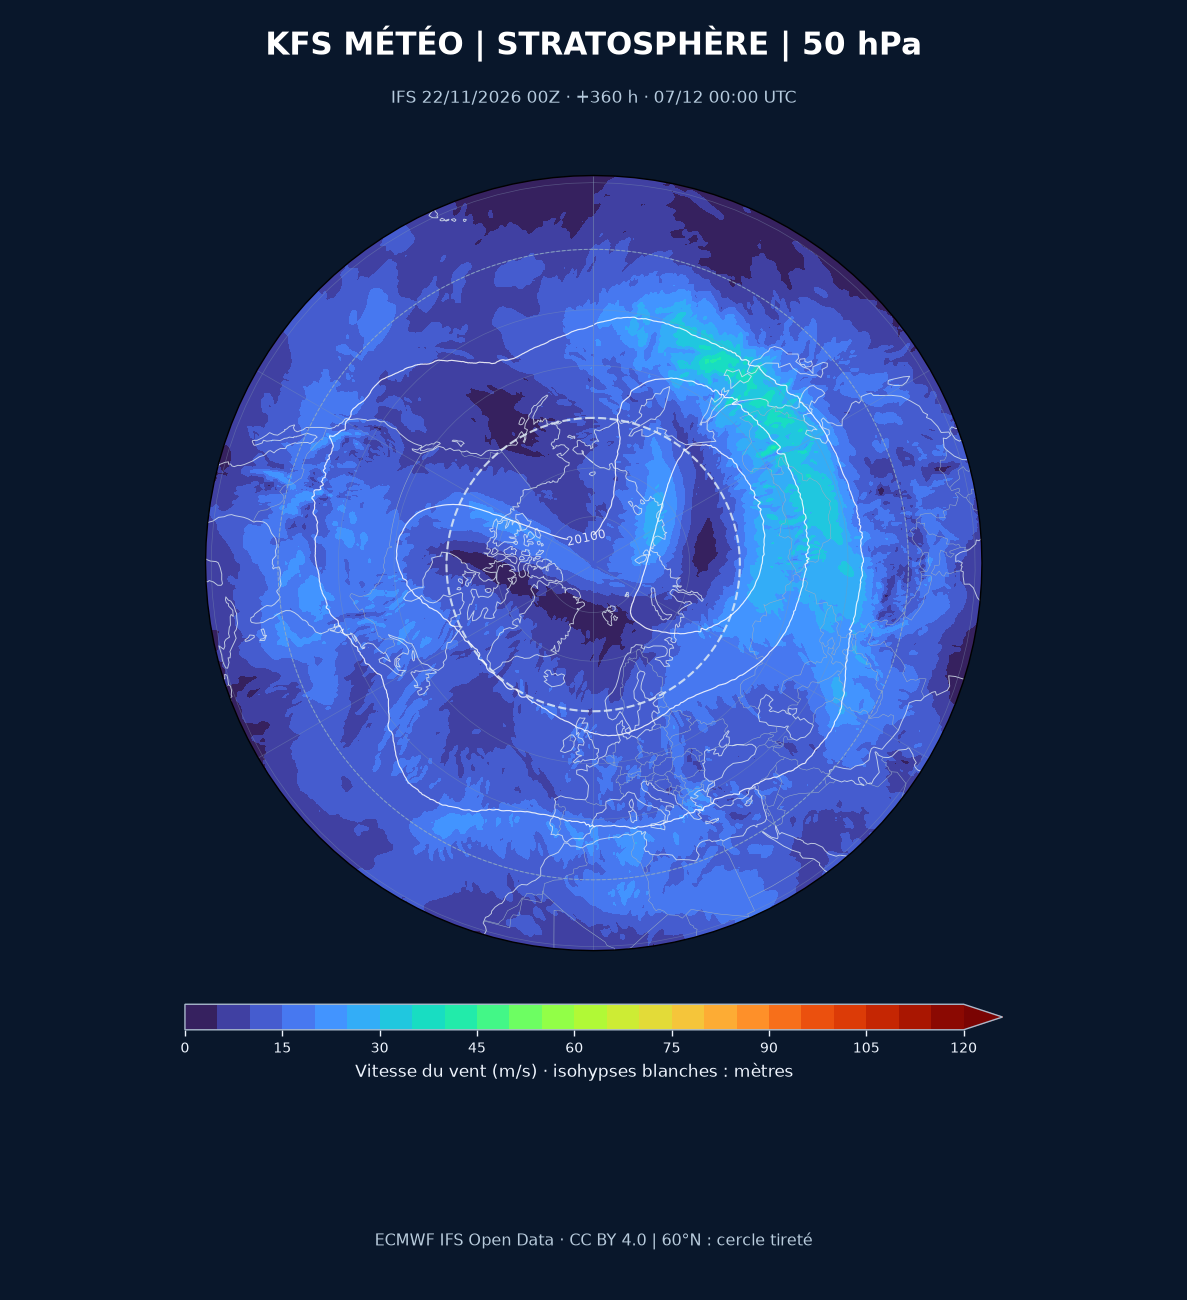 KFS MÉTÉO | STRATOSPHÈRE | 50 hPa
IFS 22/11/2026 00Z · +360 h · 07/12 00:00 UTC
20100
0 15 30 45 60 75 90 105 120
Vitesse du vent (m/s) · isohypses blanches : mètres
ECMWF IFS Open Data · CC BY 4.0 | 60°N : cercle tireté